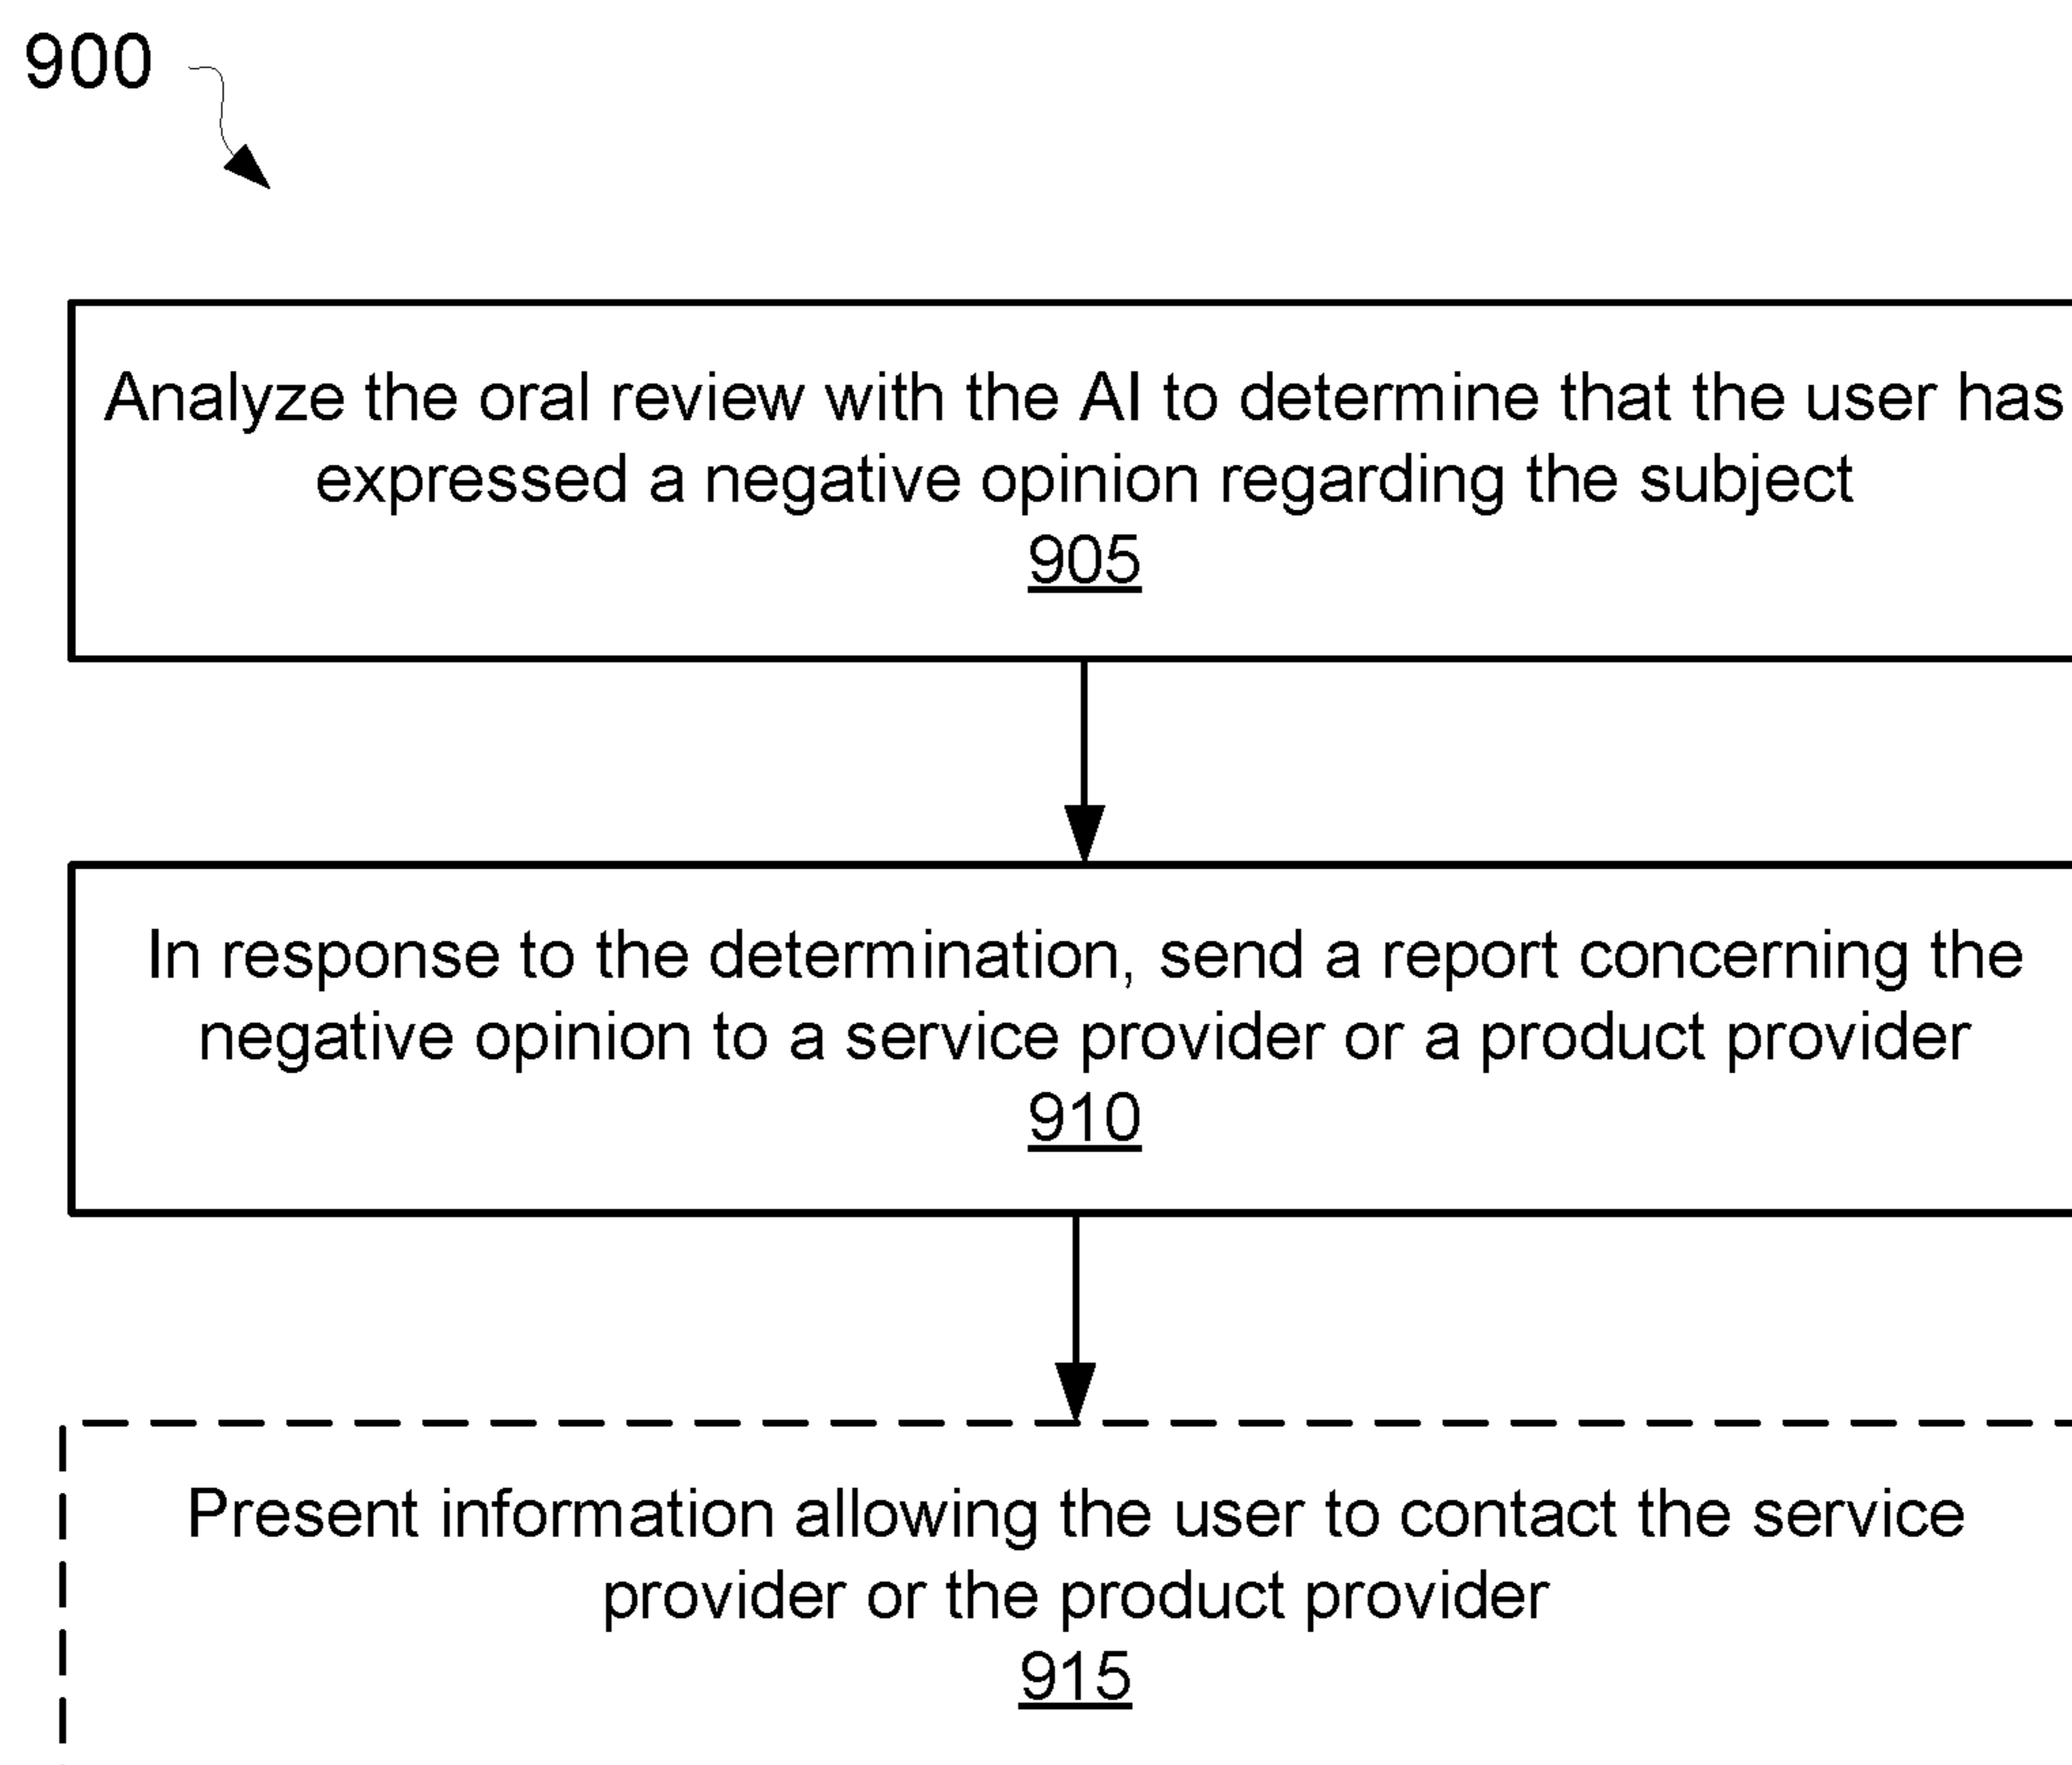 900
Analyze the oral review with the AI to determine that the user has
expressed a negative opinion regarding the subject
905
In response to the determination, send a report concerning the
negative opinion to a service provider or a product provider
910
Present information allowing the user to contact the service
provider or the product provider
915